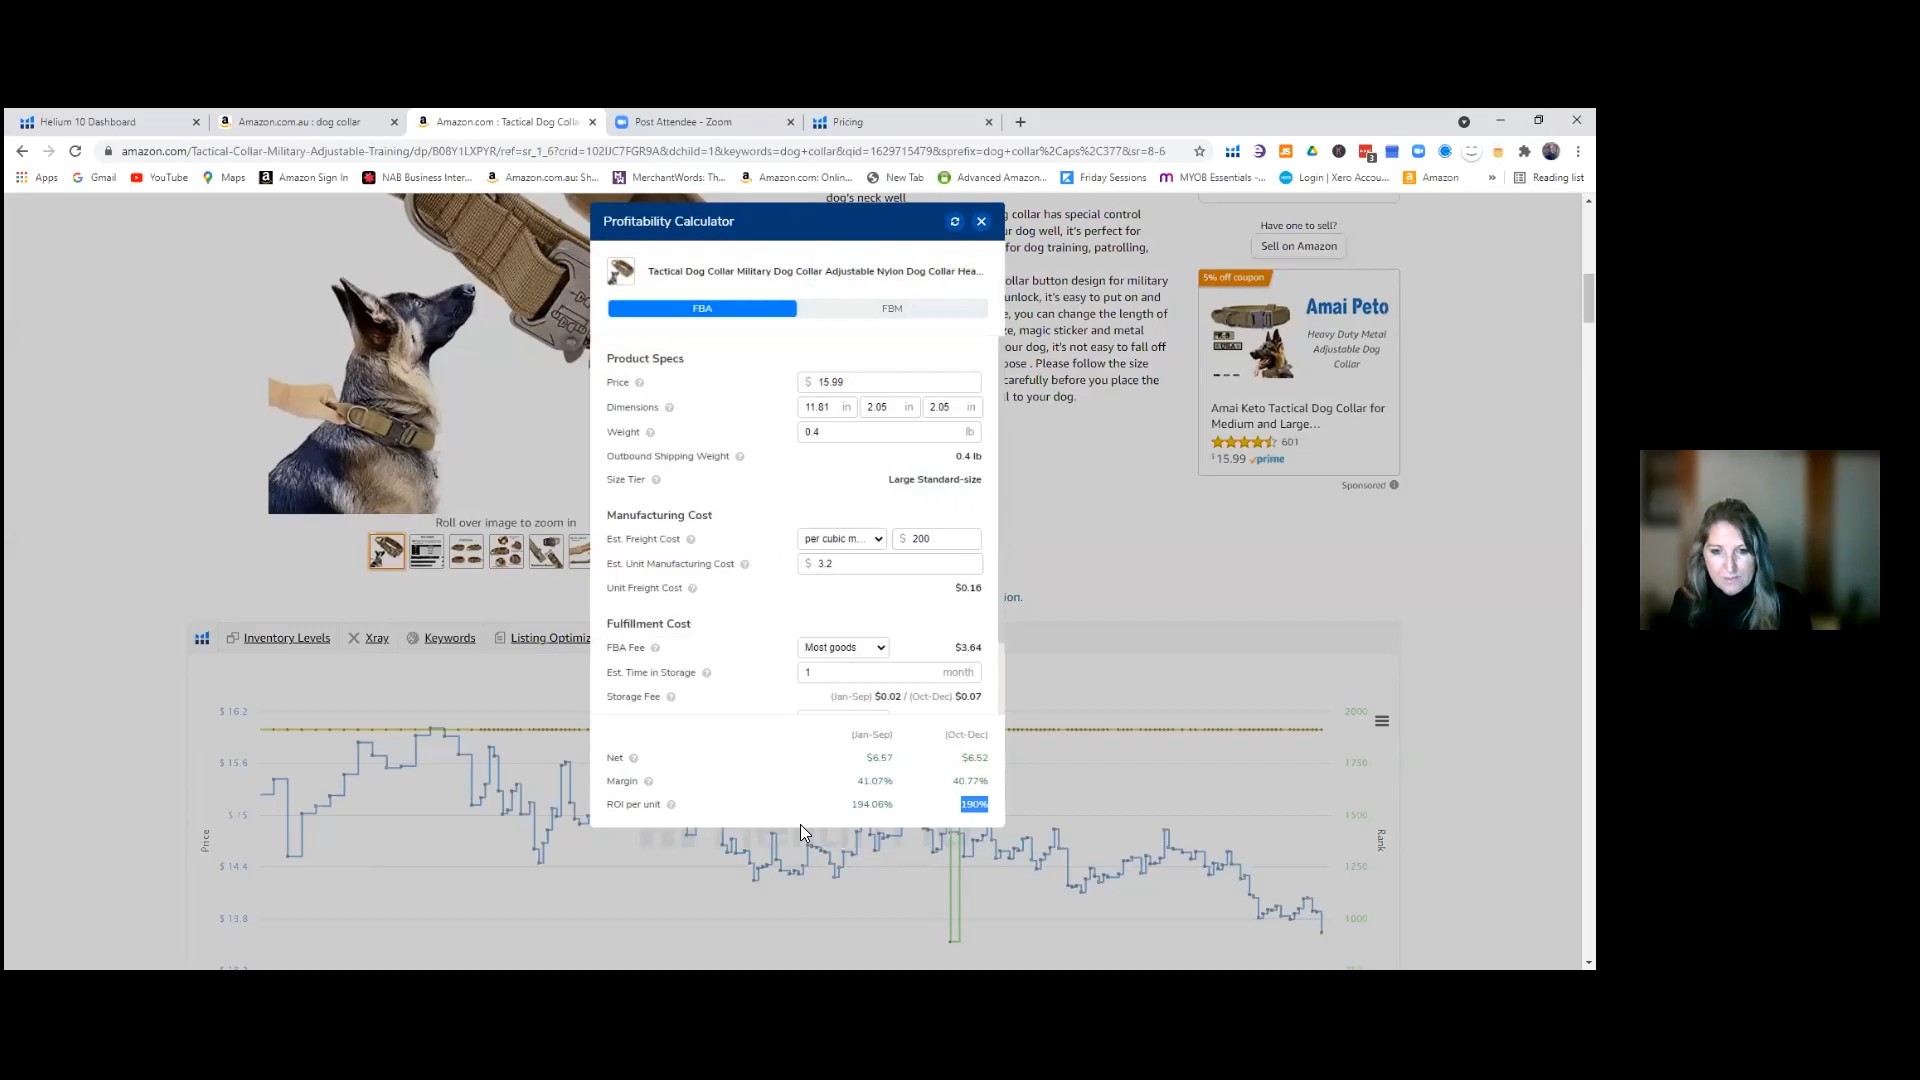 Helium 10 Dashboard
Amazon.com.au : dog collar
Amazon.com : Tactical Dog Colla
Post Attendee - Zoom
Pricing
amazon.com/Tactical-Collar-Military-Adjustable-Training/dp/B08Y1LXPYR/ref=sr_1_6?crid=102IJC7FGR9A&dchild=1&keywords=dog+collar&qid=1629715479&sprefix=dog+collar%2Caps%2C377&sr=8-6
Apps
Gmail
YouTube
Maps
Amazon Sign In
NAB Business Inter...
Amazon.com.au: Sh...
MerchantWords: Th...
Amazon.com: Onlin...
New Tab
Advanced Amazon...
Friday Sessions
MYOB Essentials -...
Login | Xero Accou...
Amazon
»
Reading list
dog's neck well
g collar has special control
ur dog well, it's perfect for
for dog training, patrolling,
ollar button design for military
unlock, it's easy to put on and
e, you can change the length of
ze, magic sticker and metal
our dog, it's not easy to fall off
oose . Please follow the size
carefully before you place the
l to your dog.
Have one to sell?
Sell on Amazon
5% off coupon
Amai Peto
Heavy Duty Metal
Adjustable Dog
Collar
Amai Keto Tactical Dog Collar for
Medium and Large...
601
$15.99 prime
Sponsored
Roll over image to zoom in
ion.
Profitability Calculator
Tactical Dog Collar Military Dog Collar Adjustable Nylon Dog Collar Hea...
FBA
FBM
Product Specs
Price $ 15.99
Dimensions 11.81 in 2.05 in 2.05 in
Weight 0.4 lb
Outbound Shipping Weight 0.4 lb
Size Tier Large Standard-size
Manufacturing Cost
Est. Freight Cost per cubic m... $ 200
Est. Unit Manufacturing Cost $ 3.2
Unit Freight Cost $0.16
Fulfillment Cost
FBA Fee Most goods $3.64
Est. Time in Storage 1 month
Storage Fee (Jan-Sep) $0.02 / (Oct-Dec) $0.07
(Jan-Sep) (Oct-Dec)
Net $6.57 $6.52
Margin 41.07% 40.77%
ROI per unit 194.06% 190%
Inventory Levels
Xray
Keywords
Listing Optimiz
$ 16.2
$ 15.6
$ 15
$ 14.4
$ 13.8
Price
2000
1750
1500
1250
1000
Rank